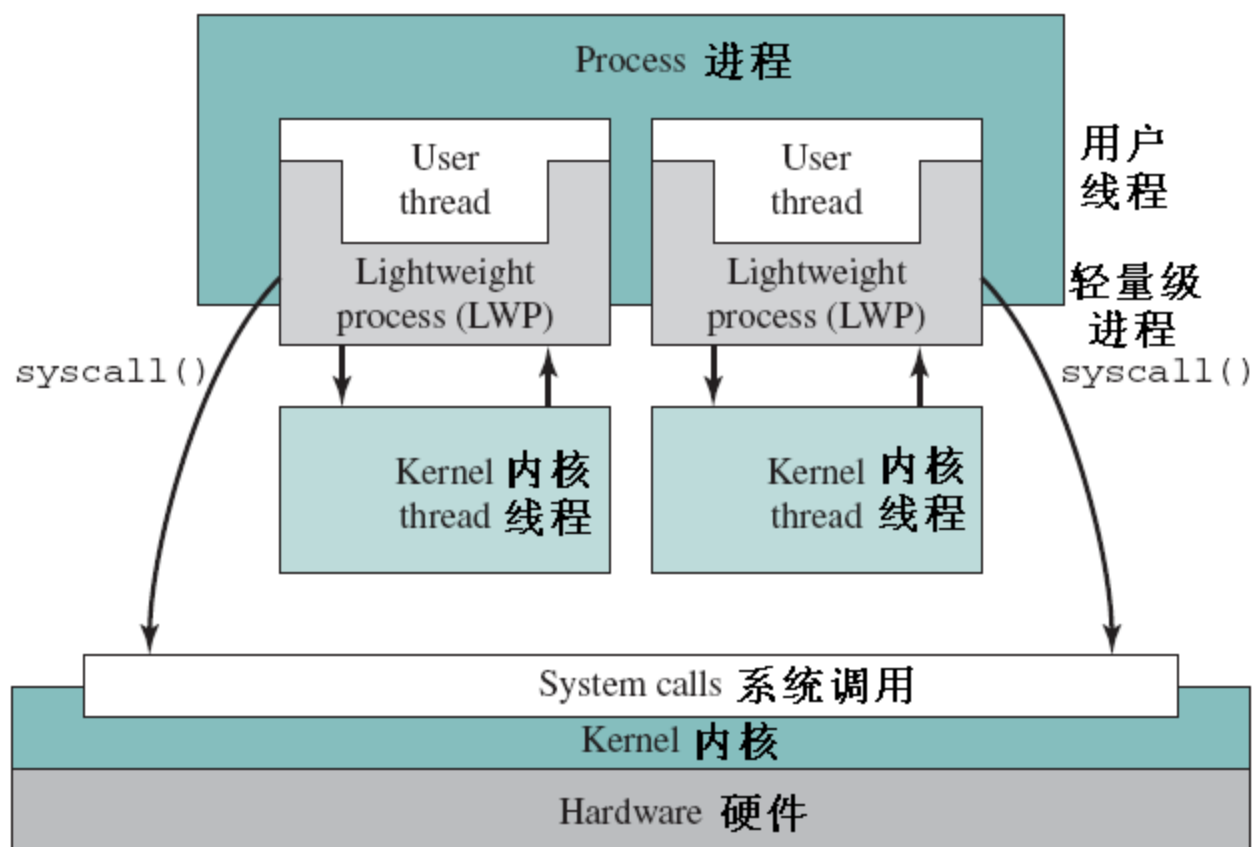 Process 进程
User
thread
User
thread
用户
线程
Lightweight
process (LWP)
Lightweight
process (LWP)
轻量级
进程
syscall()
syscall()
Kernel 内核
thread 线程
Kernel 内核
thread 线程
System calls 系统调用
Kernel 内核
Hardware 硬件